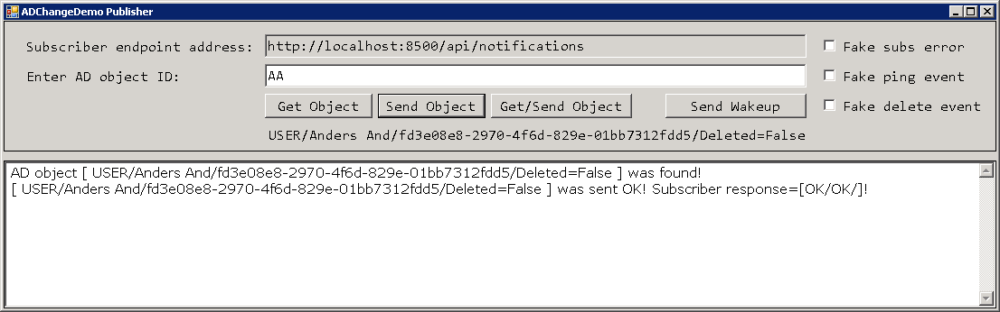 ADChangeDemo Publisher
Subscriber endpoint address: http://localhost:8500/api/notifications Fake subs error
Enter AD object ID: AA Fake ping event
Get Object Send Object Get/Send Object Send Wakeup Fake delete event
USER/Anders And/fd3e08e8-2970-4f6d-829e-01bb7312fdd5/Deleted=False
AD object [ USER/Anders And/fd3e08e8-2970-4f6d-829e-01bb7312fdd5/Deleted=False ] was found!
[ USER/Anders And/fd3e08e8-2970-4f6d-829e-01bb7312fdd5/Deleted=False ] was sent OK! Subscriber response=[OK/OK/]!